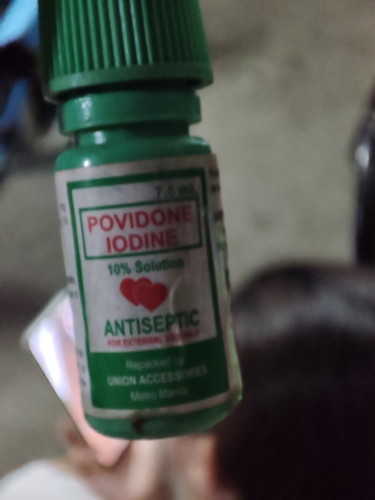 7.5 mL
POVIDONE
IODINE
10% Solution
ANTISEPTIC
FOR EXTERNAL USE ONLY
Repacked by
UNION ACCESSORIES
Metro Manila